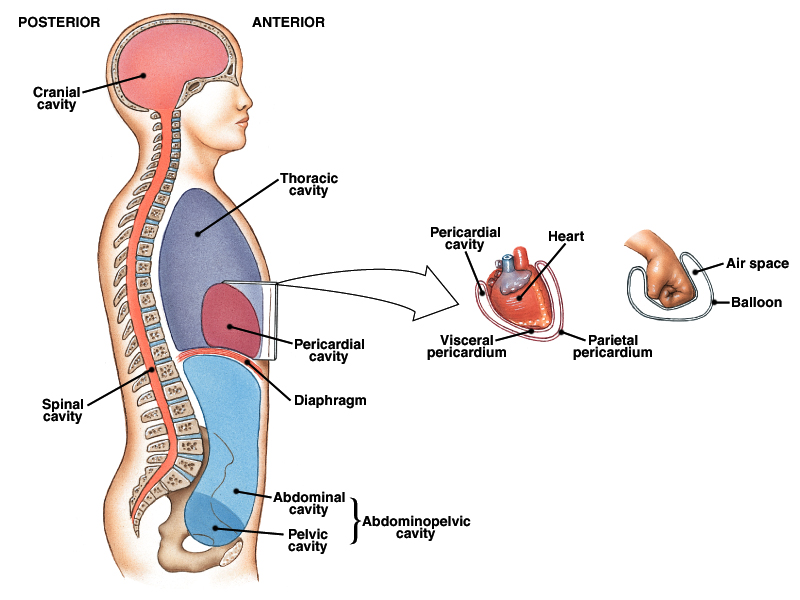 POSTERIOR
ANTERIOR
Cranial
cavity
Thoracic
cavity
Pericardial
cavity
Heart
Air space
Balloon
Visceral
pericardium
Parietal
pericardium
Pericardial
cavity
Diaphragm
Spinal
cavity
Abdominal
cavity
Abdominopelvic
cavity
Pelvic
cavity